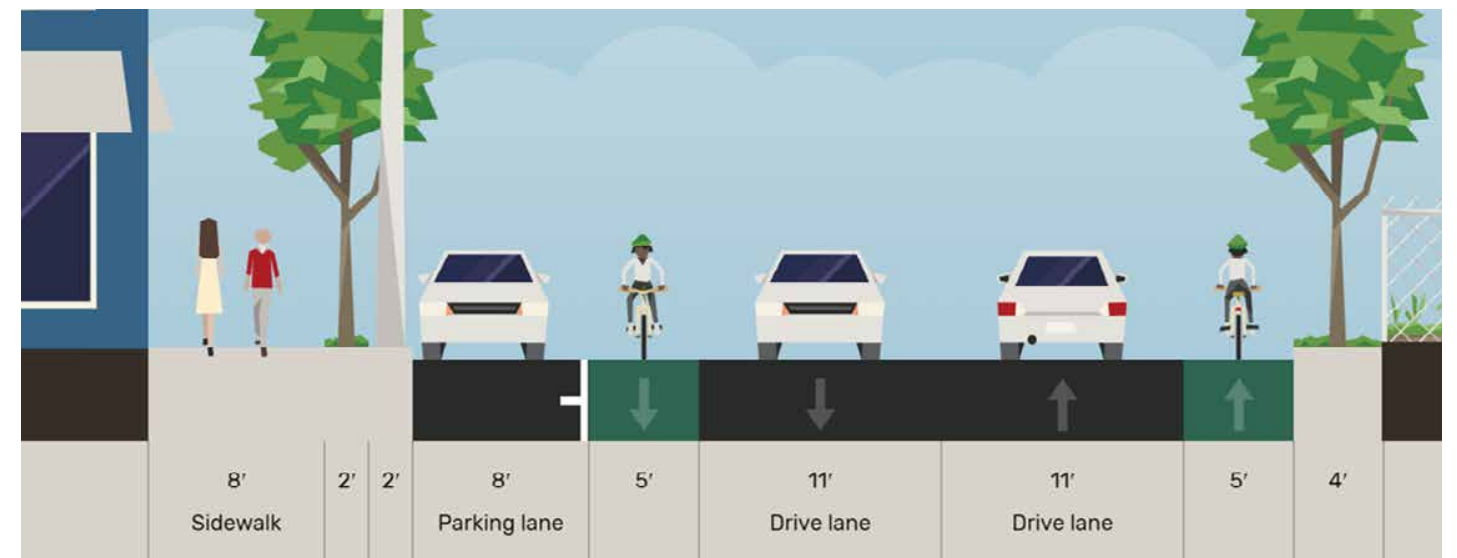 8′ 2′ 2′ 8′ 5′ 11′ 11′ 5′ 4′
Sidewalk Parking lane Drive lane Drive lane